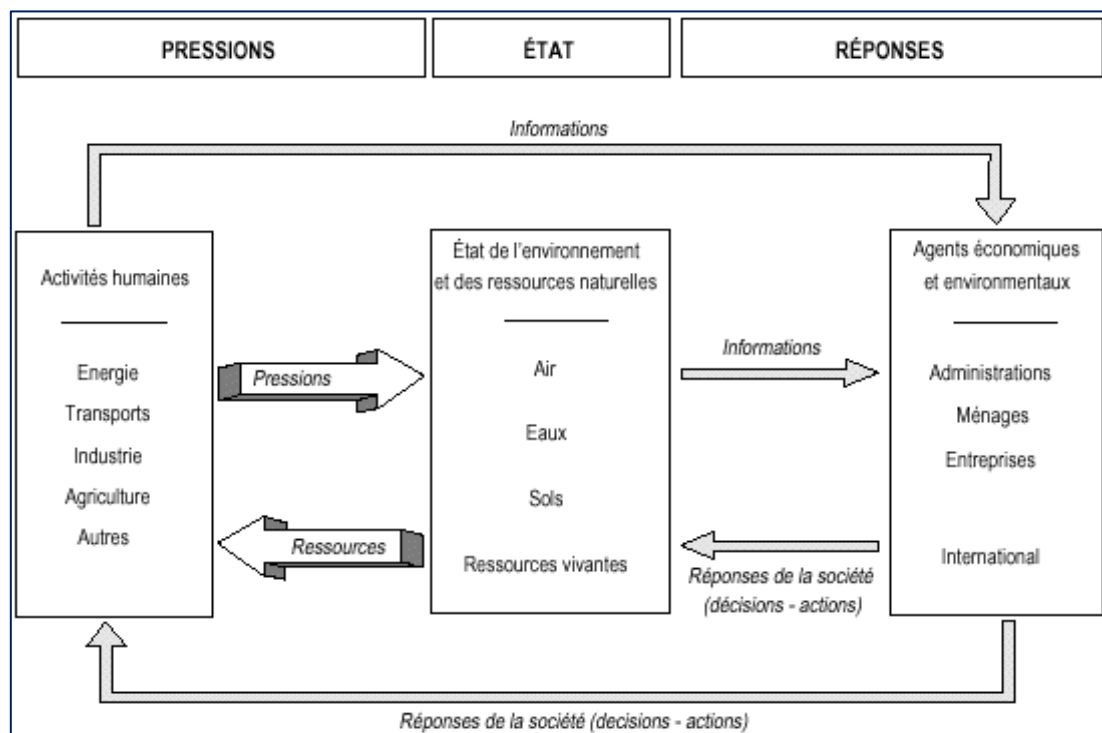 PRESSIONS
ÉTAT
RÉPONSES
Informations
Activités humaines
Energie
Transports
Industrie
Agriculture
Autres
Pressions
Ressources
État de l'environnement
et des ressources naturelles
Air
Eaux
Sols
Ressources vivantes
Informations
Réponses de la société
(décisions - actions)
Agents économiques
et environmentaux
Administrations
Ménages
Entreprises
International
Réponses de la société (decisions - actions)